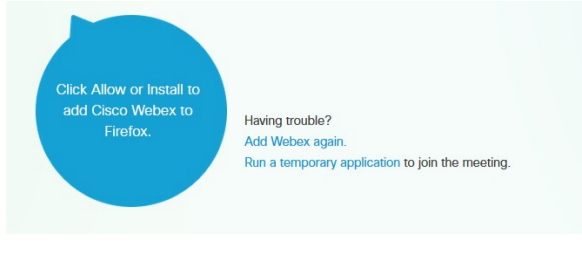 Click Allow or Install to
add Cisco Webex to
Firefox.
Having trouble?
Add Webex again.
Run a temporary application to join the meeting.